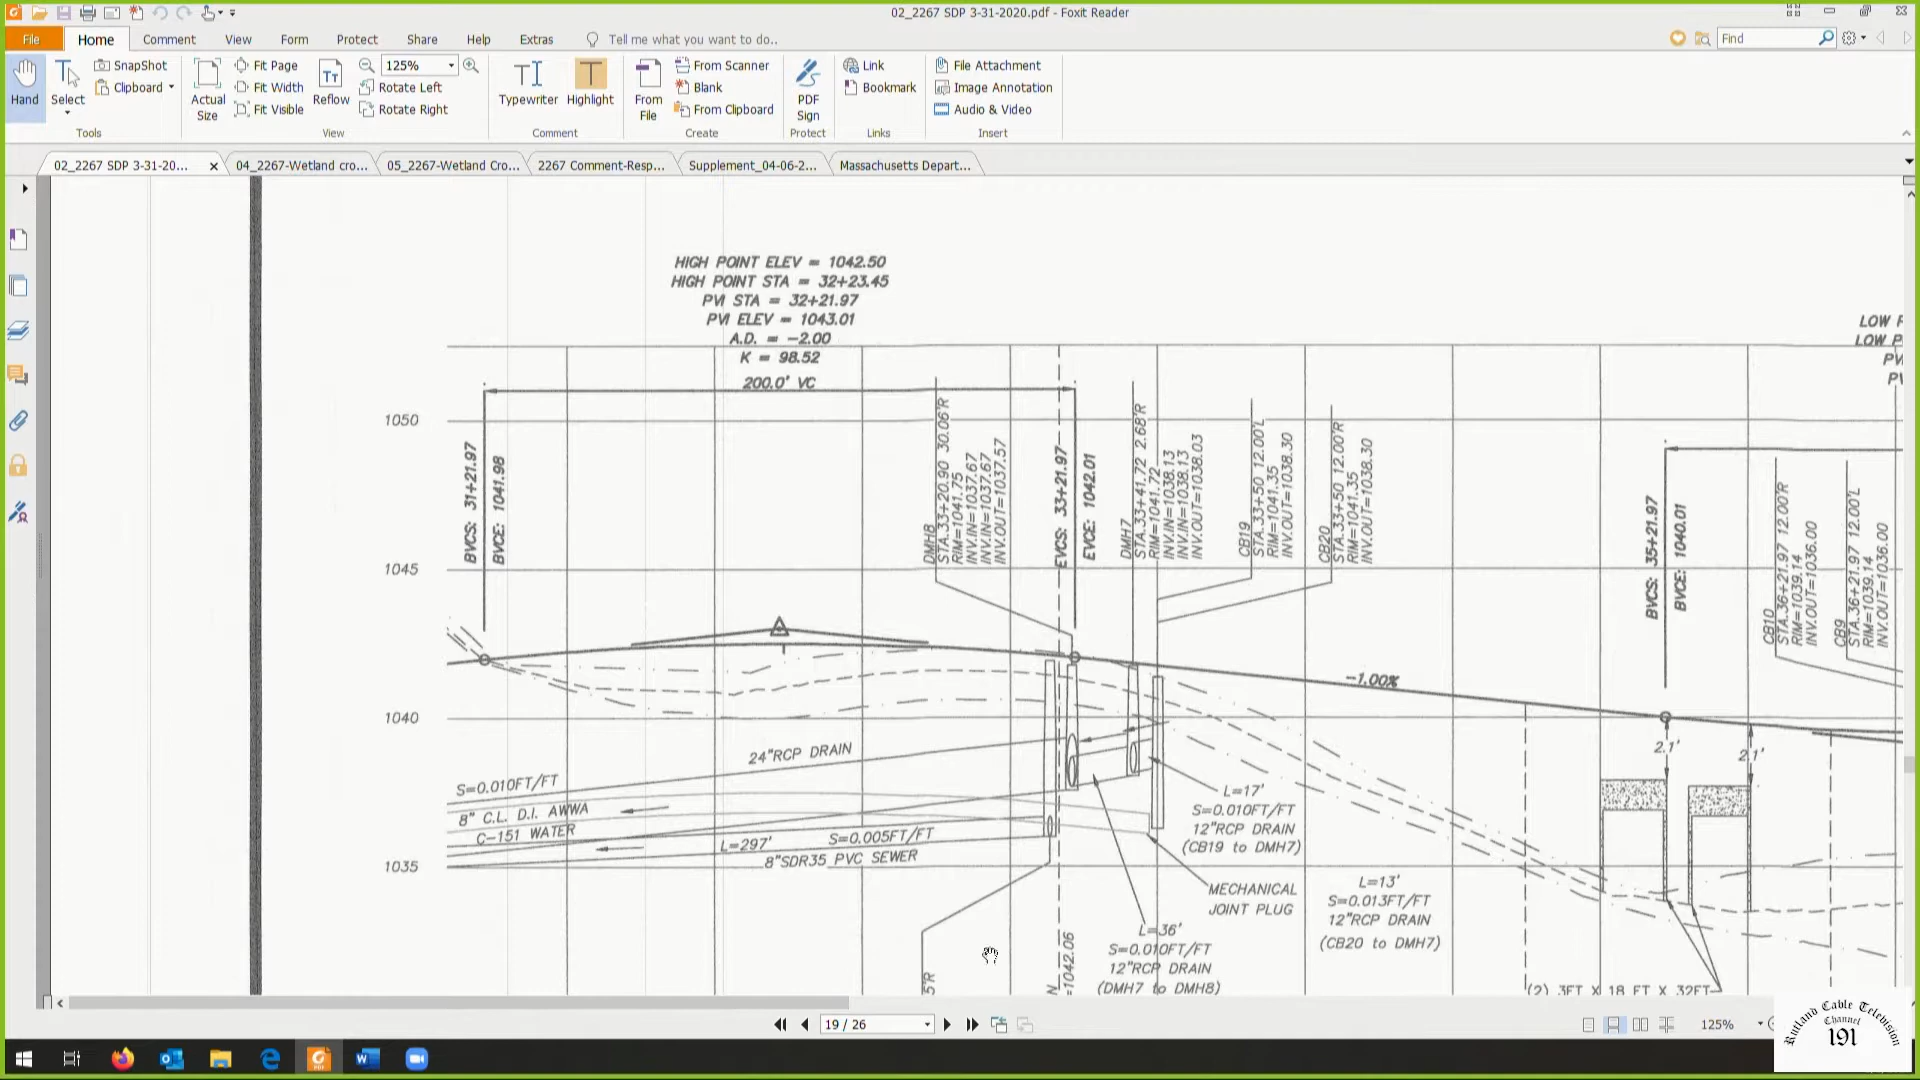 02_2267 SDP 3-31-2020.pdf - Foxit Reader
File Home Comment View Form Protect Share Help Extras Tell me what you want to do.. Find
Hand Select SnapShot Clipboard
Tools
Actual Size Fit Page Fit Width Fit Visible Reflow 125% Rotate Left Rotate Right
View
Typewriter Highlight
Comment
From File From Scanner Blank From Clipboard
Create
PDF Sign
Protect
Link Bookmark
Links
File Attachment Image Annotation Audio & Video
Insert
02_2267 SDP 3-31-20... 04_2267-Wetland cro... 05_2267-Wetland Cro... 2267 Comment-Resp... Supplement_04-06-2... Massachusetts Depart...
HIGH POINT ELEV = 1042.50
HIGH POINT STA = 32+23.45
PVI STA = 32+21.97
PVI ELEV = 1043.01
A.D. = -2.00
K = 98.52
200.0' VC
LOW P
LOW P
PV
PV
1050
1045
1040
1035
BVCS: 31+21.97
BVCE: 1041.98
DMH8
STA.33+20.90 30.06'R
RIM=1041.75
INV.IN=1037.67
INV.IN=1037.67
INV.OUT=1037.57
EVCS: 33+21.97
EVCE: 1042.01
DMH7
STA.33+41.72 2.68'R
RIM=1041.72
INV.IN=1038.13
INV.IN=1038.13
INV.OUT=1038.03
CB19
STA.33+50 12.00'L
RIM=1041.35
INV.OUT=1038.30
CB20
STA.33+50 12.00'R
RIM=1041.35
INV.OUT=1038.30
BVCS: 35+21.97
BVCE: 1040.01
CB10
STA.36+21.97 12.00'R
RIM=1039.14
INV.OUT=1036.00
CB9
STA.36+21.97 12.00'L
RIM=1039.14
INV.OUT=1036.00
-1.00%
2.1'
2.1'
24"RCP DRAIN
S=0.010FT/FT
8" C.L. D.I. AWWA
C-151 WATER
L=297'
S=0.005FT/FT
8"SDR35 PVC SEWER
L=17'
S=0.010FT/FT
12"RCP DRAIN
(CB19 to DMH7)
MECHANICAL
JOINT PLUG
L=13'
S=0.013FT/FT
12"RCP DRAIN
(CB20 to DMH7)
L=36'
S=0.010FT/FT
12"RCP DRAIN
(DMH7 to DMH8)
5'R
N
=1042.06
(2) 3FT X 18 FT X 32FT
19 / 26
125%
Rutland Cable Television
Channel
191